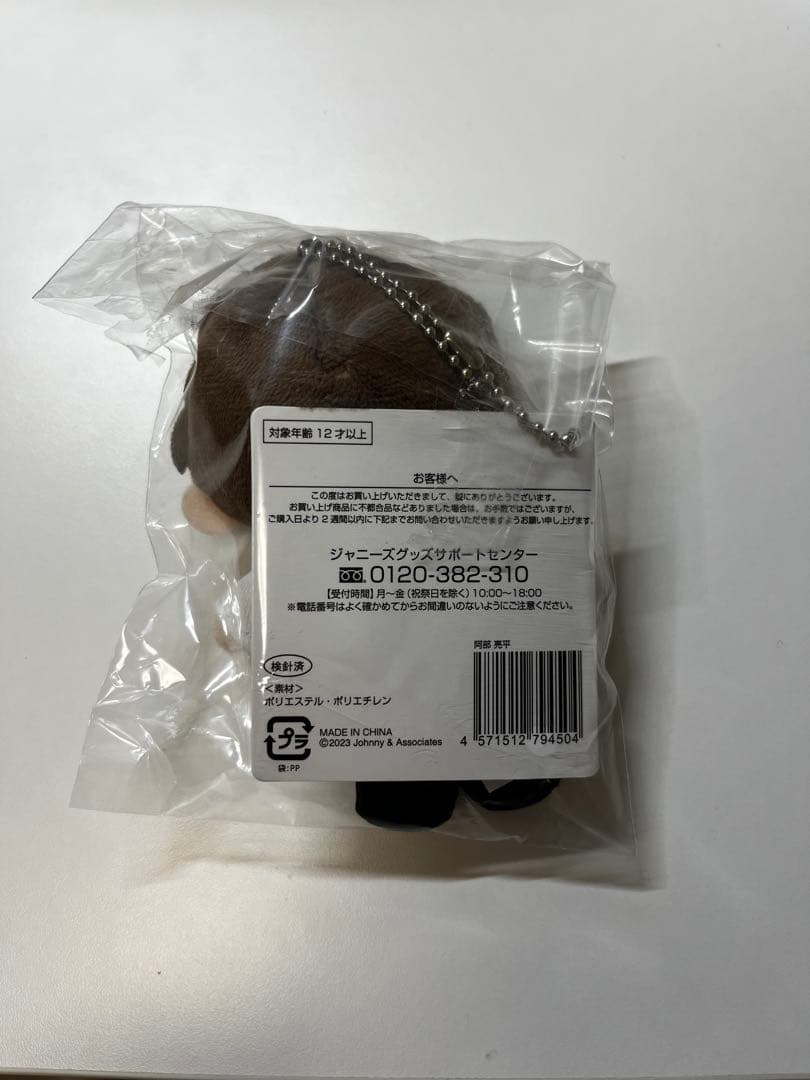 対象年齢12才以上
お客様へ
この度はお買い上げいただきまして、誠にありがとうございます。
お買い上げ商品に不都合品などありました場合は、お手数ではございますが、
ご購入日より2週間以内に下記までお問い合わせいただきますようお願い申し上げます。
ジャニーズグッズサポートセンター
0120-382-310
【受付時間】月～金（祝祭日を除く）10:00～18:00
※電話番号はよく確かめてからお間違いのないようにご注意ください。
阿部 亮平
検針済
＜素材＞
ポリエステル・ポリエチレン
プラ
MADE IN CHINA
©2023 Johnny & Associates
4 571512 794504
袋:PP